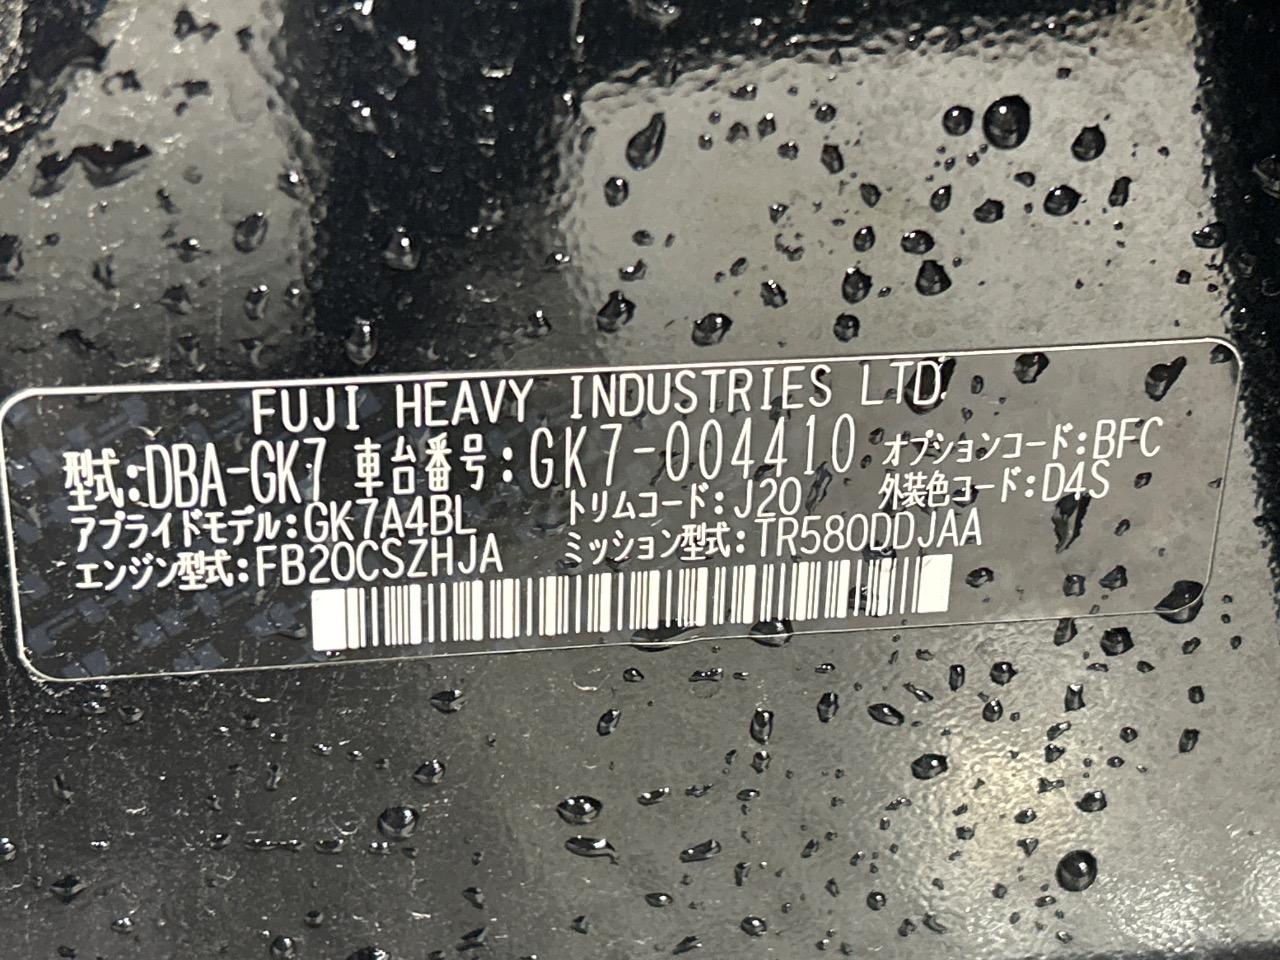 FUJI HEAVY INDUSTRIES LTD.
型式:DBA-GK7 車台番号:GK7-004410 オプションコード:BFC
アプライドモデル:GK7A4BL トリムコード:J20 外装色コード:D4S
エンジン型式:FB20CSZHJA ミッション型式:TR580DDJAA